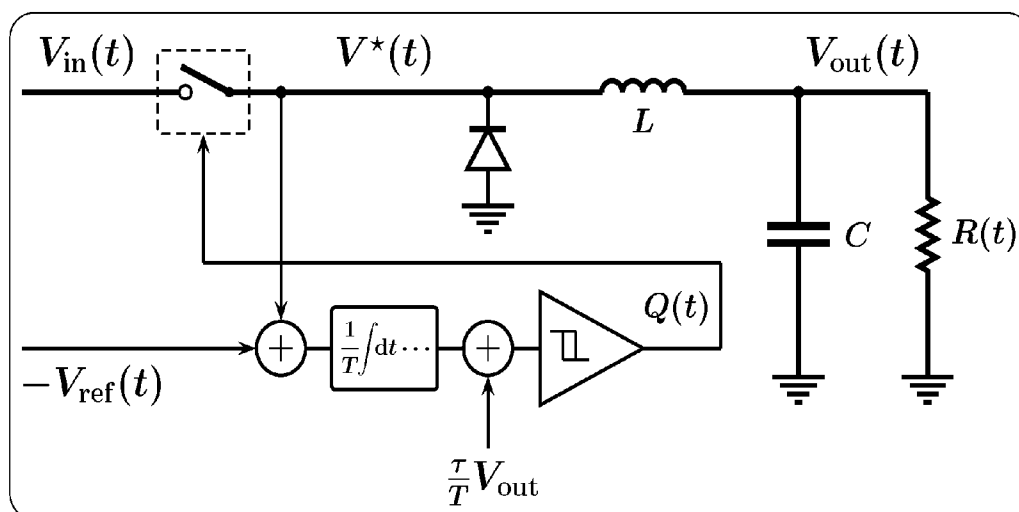 V_in(t)
V*(t)
V_out(t)
L
C
R(t)
Q(t)
+
1/T ∫dt ···
+
−V_ref(t)
τ/T V_out